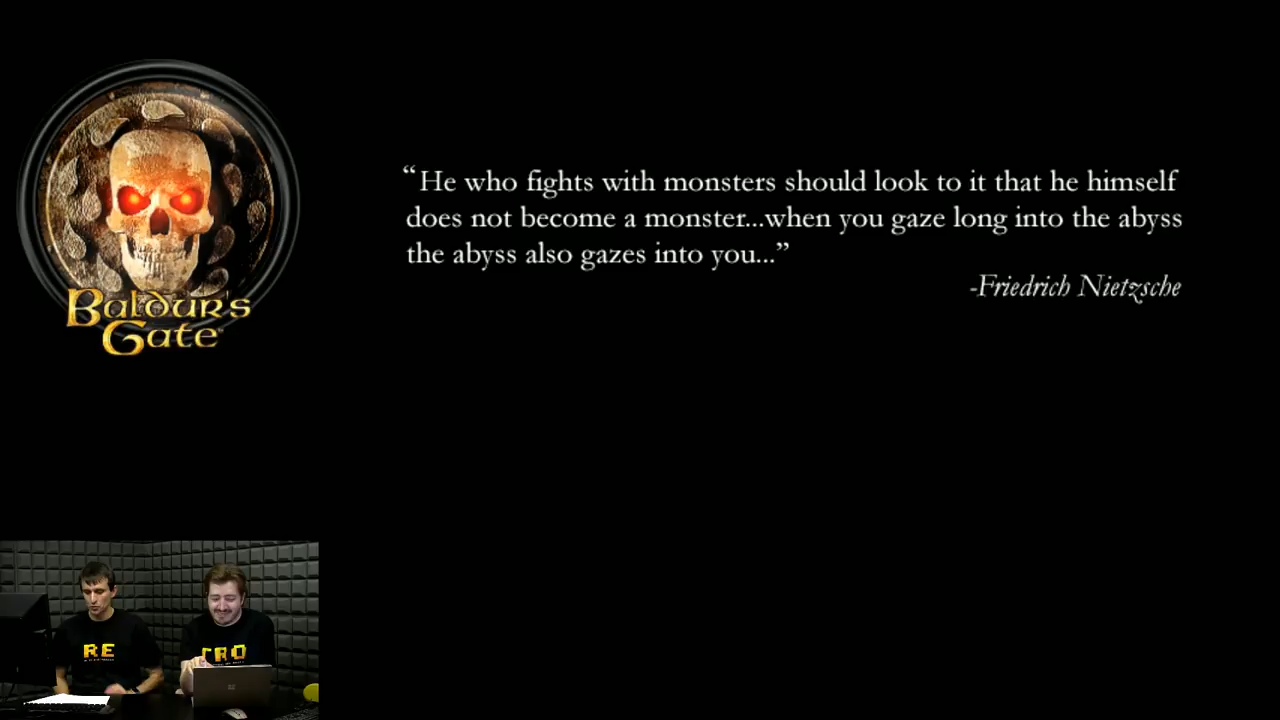 “He who fights with monsters should look to it that he himself
does not become a monster...when you gaze long into the abyss
the abyss also gazes into you...”
-Friedrich Nietzsche
Baldur's
Gate
RE
TRO